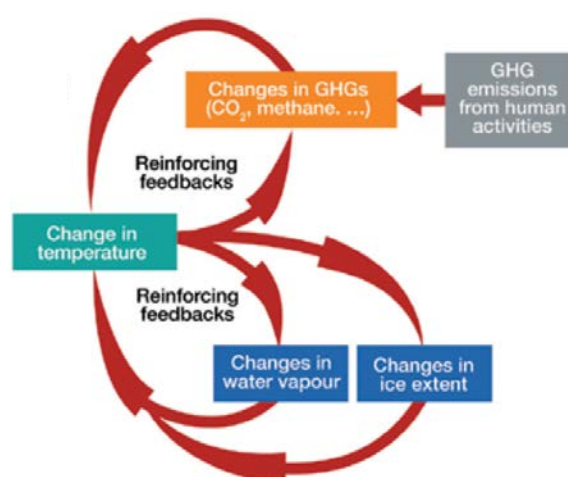 Changes in GHGs
(CO₂, methane. ...)
GHG
emissions
from human
activities
Reinforcing
feedbacks
Change in
temperature
Reinforcing
feedbacks
Changes in
water vapour
Changes in
ice extent